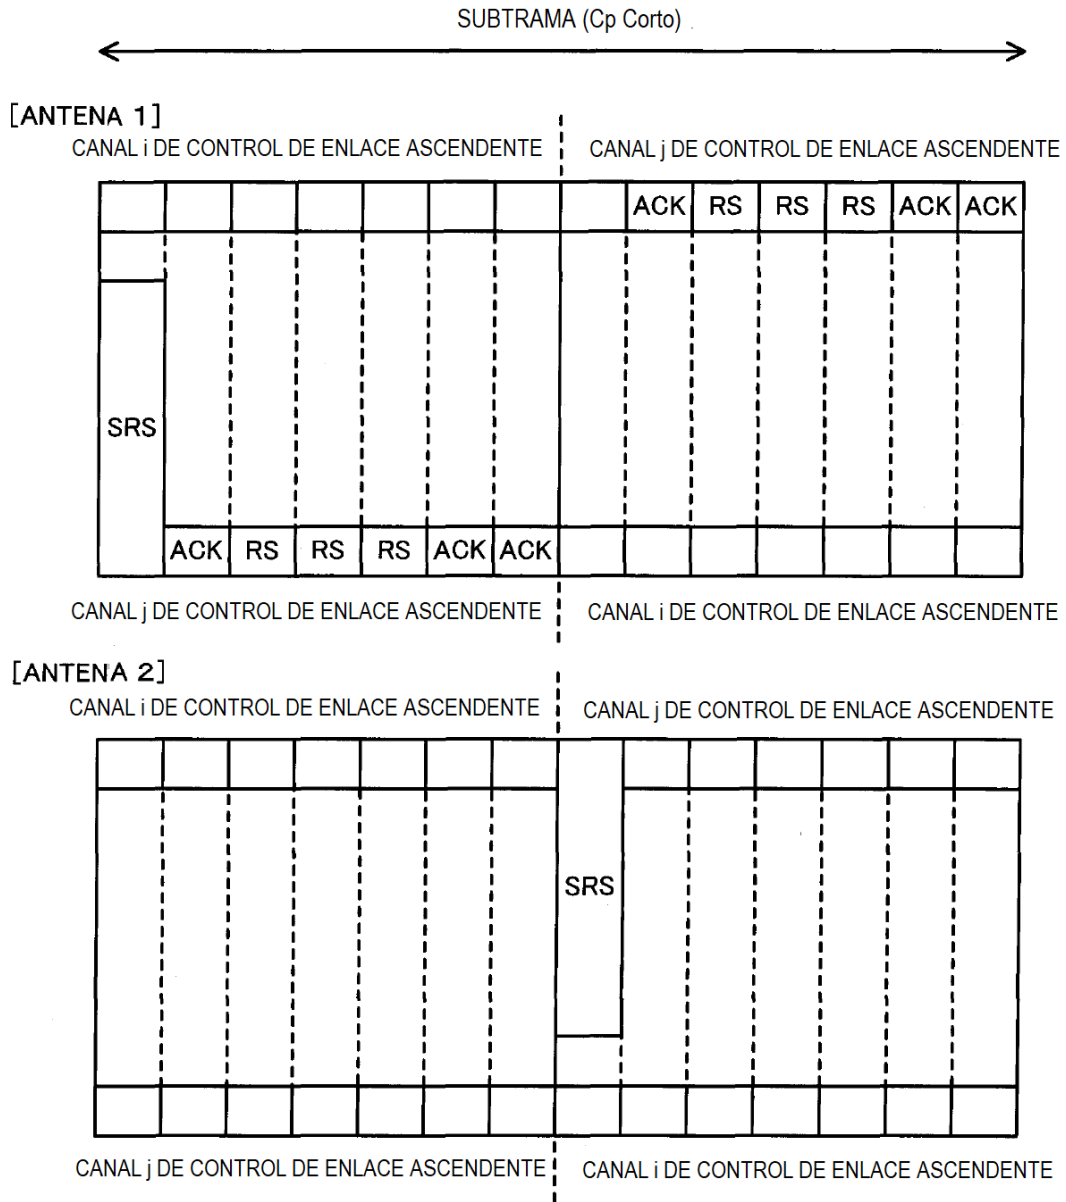 SUBTRAMA (Cp Corto)
[ANTENA 1]
CANAL i DE CONTROL DE ENLACE ASCENDENTE CANAL j DE CONTROL DE ENLACE ASCENDENTE
ACK RS RS RS ACK ACK
SRS
ACK RS RS RS ACK ACK
CANAL j DE CONTROL DE ENLACE ASCENDENTE CANAL i DE CONTROL DE ENLACE ASCENDENTE
[ANTENA 2]
CANAL i DE CONTROL DE ENLACE ASCENDENTE CANAL j DE CONTROL DE ENLACE ASCENDENTE
SRS
CANAL j DE CONTROL DE ENLACE ASCENDENTE CANAL i DE CONTROL DE ENLACE ASCENDENTE